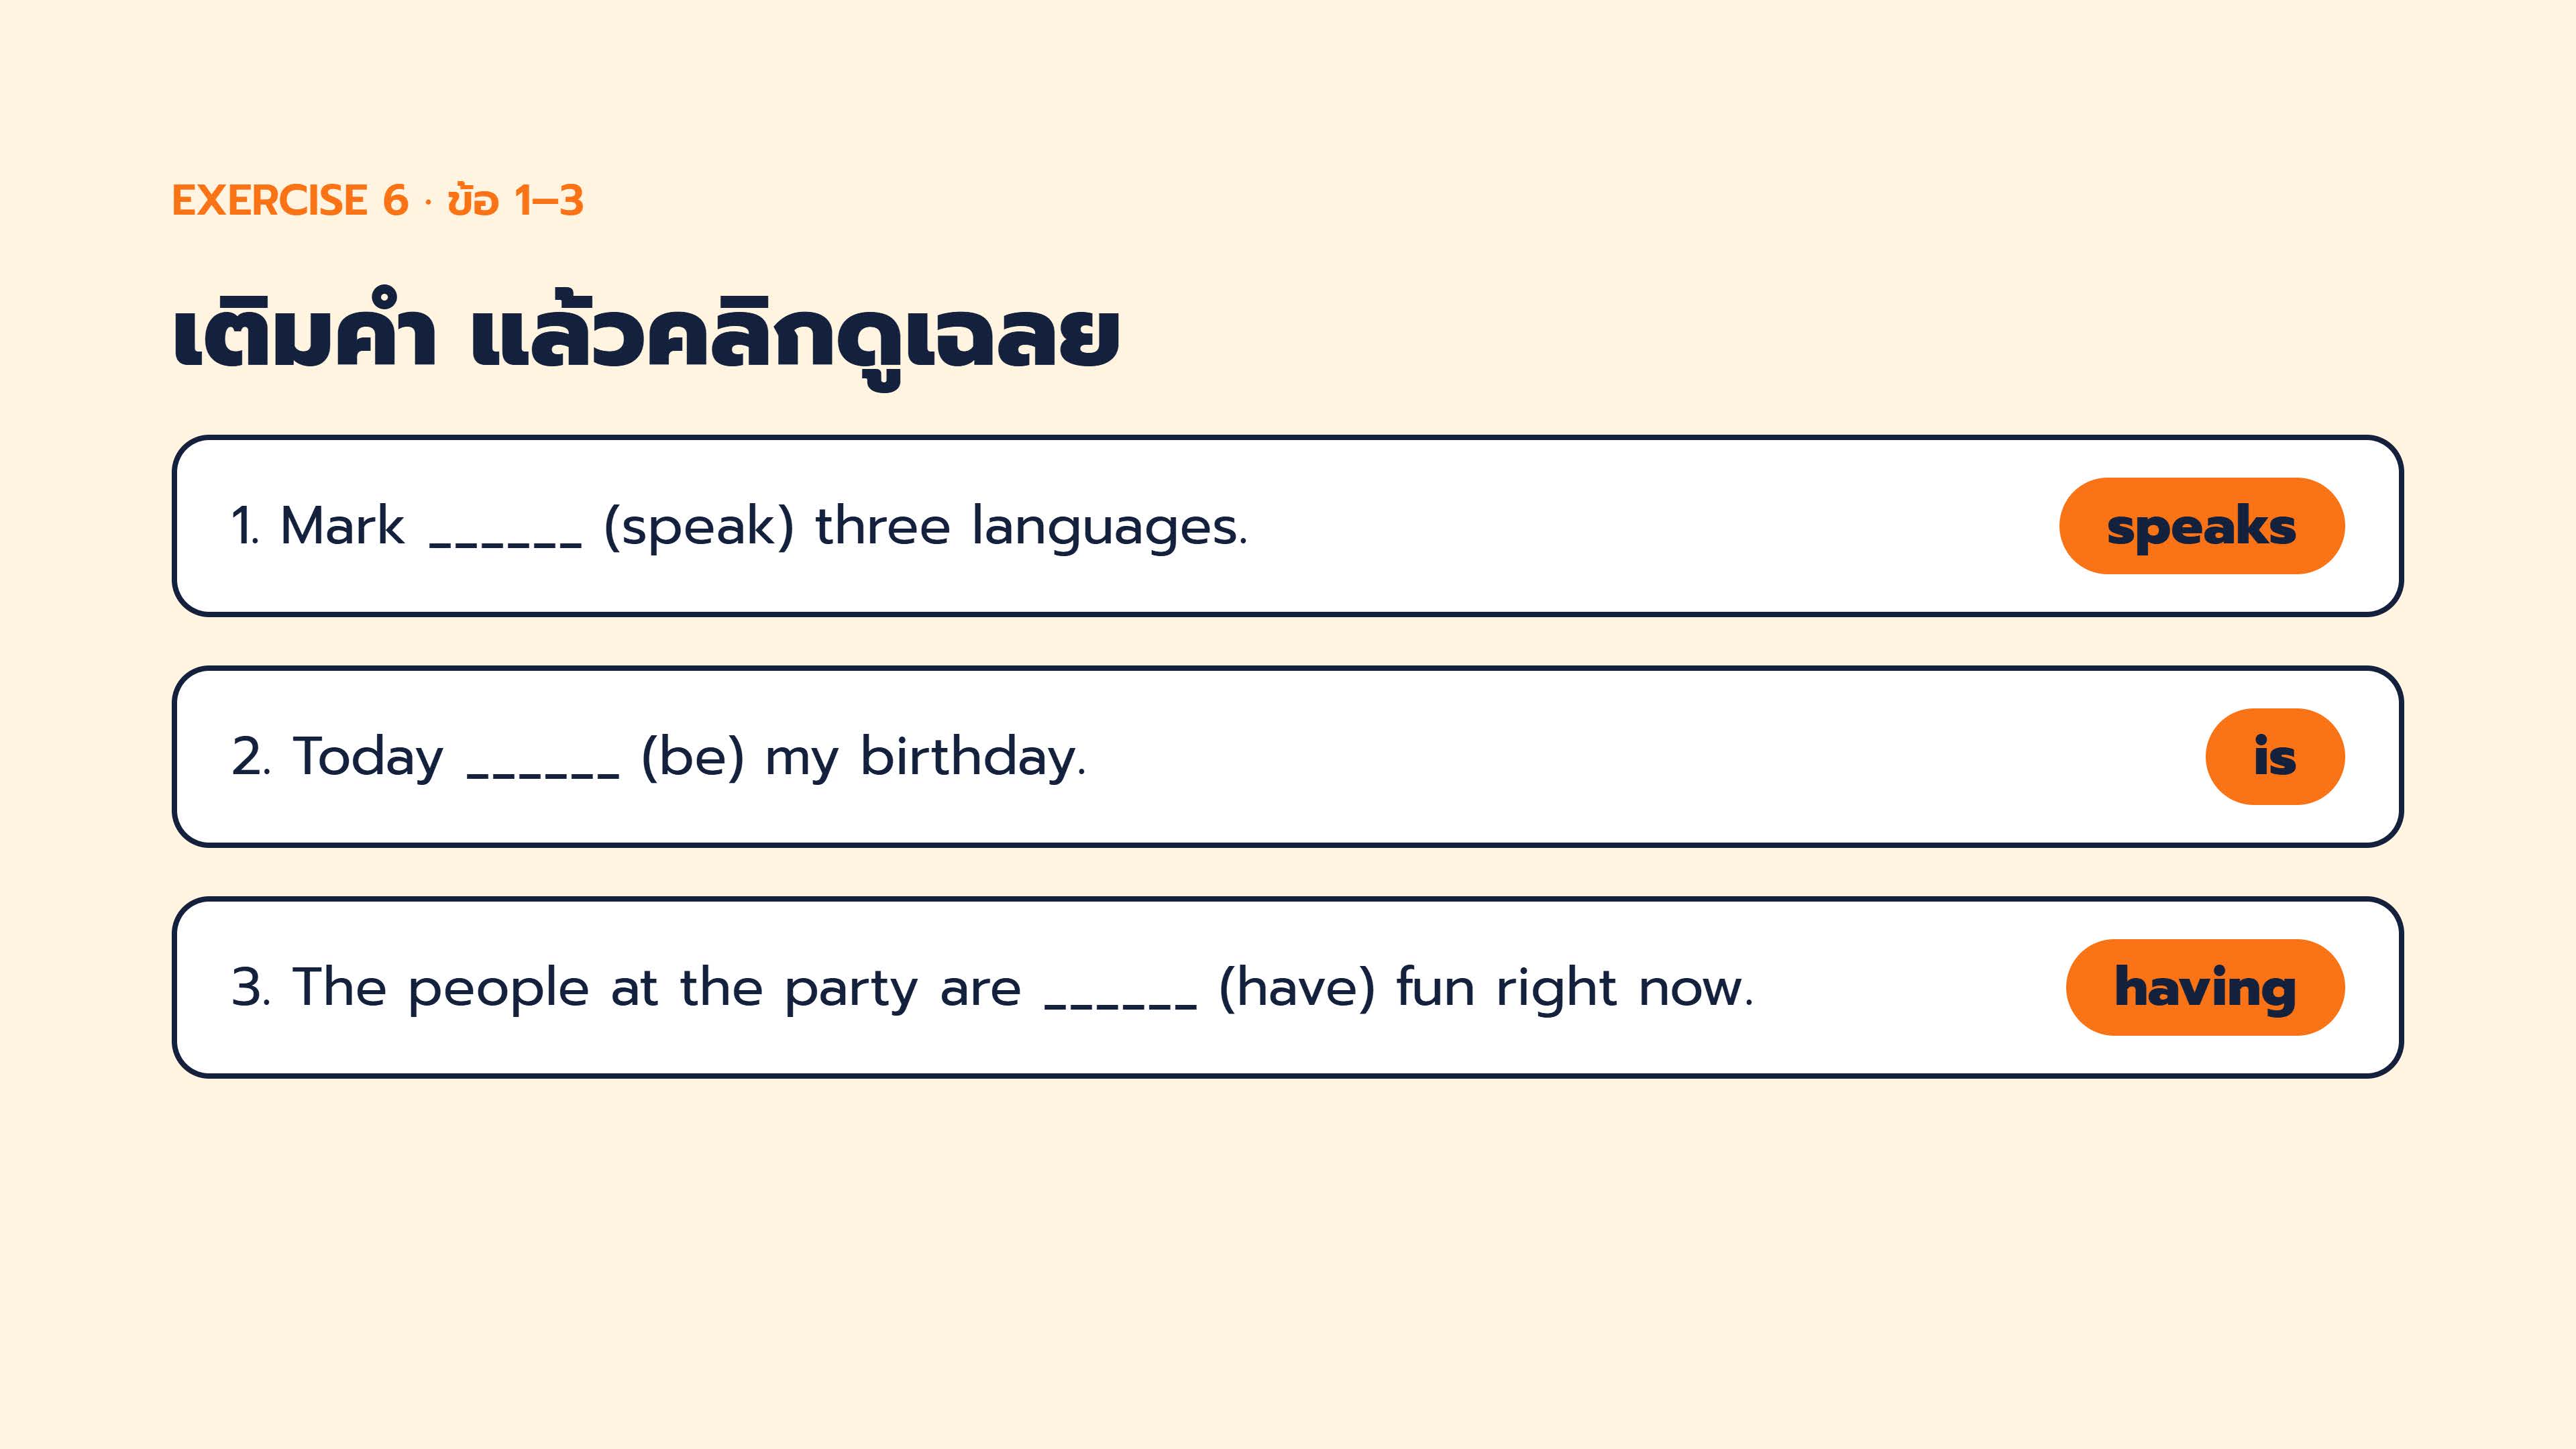 EXERCISE 6 · ข้อ 1–3
เติมคำ แล้วคลิกดูเฉลย
1. Mark ______ (speak) three languages.
speaks
2. Today ______ (be) my birthday.
is
3. The people at the party are ______ (have) fun right now.
having